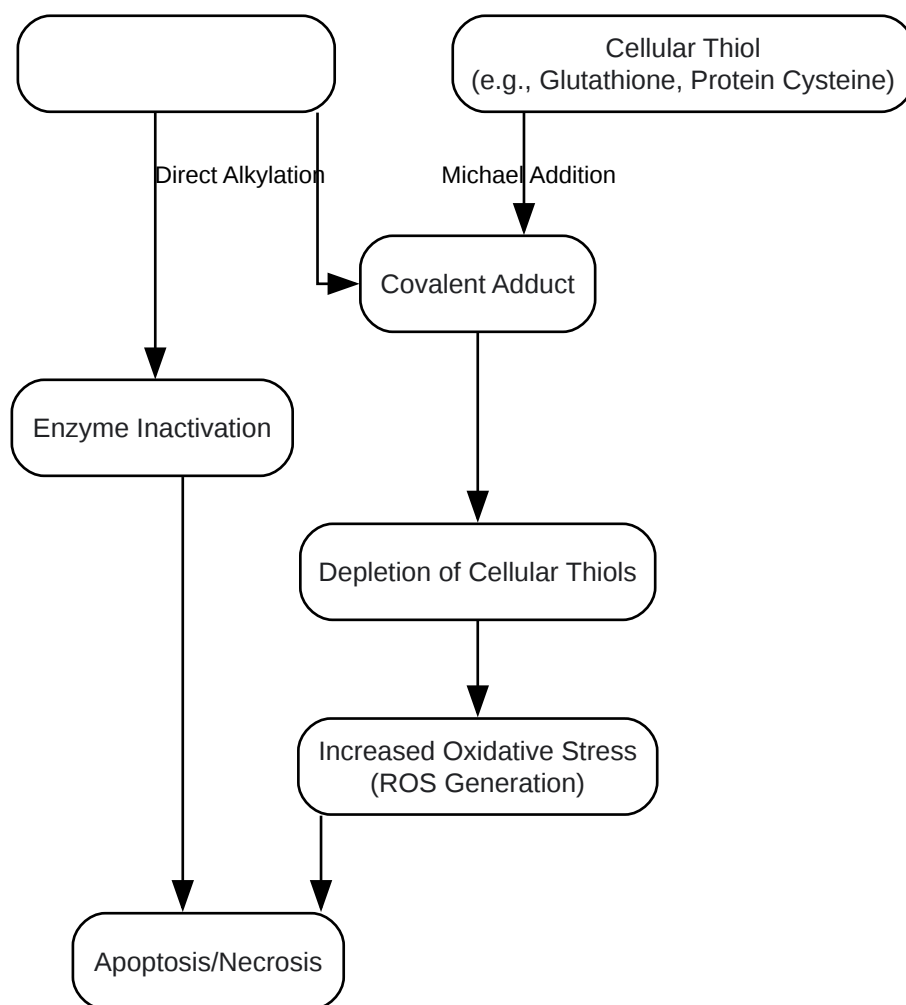 Cellular Thiol
(e.g., Glutathione, Protein Cysteine)
Direct Alkylation
Michael Addition
Covalent Adduct
Enzyme Inactivation
Depletion of Cellular Thiols
Increased Oxidative Stress
(ROS Generation)
Apoptosis/Necrosis